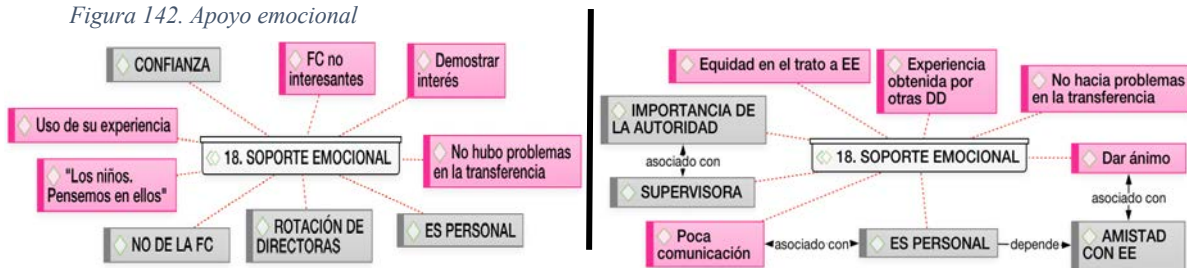 Figura 142. Apoyo emocional
CONFIANZA
FC no
interesantes
Demostrar
interés
Uso de su experiencia
18. SOPORTE EMOCIONAL
No hubo problemas
en la transferencia
"Los niños.
Pensemos en ellos"
NO DE LA FC
ROTACIÓN DE
DIRECTORAS
ES PERSONAL
Equidad en el trato a EE
Experiencia
obtenida por
otras DD
No hacia problemas
en la transferencia
IMPORTANCIA DE
LA AUTORIDAD
asociado con
18. SOPORTE EMOCIONAL
SUPERVISORA
Dar ánimo
asociado con
Poca
comunicación
asociado con
ES PERSONAL
depende
AMISTAD
CON EE